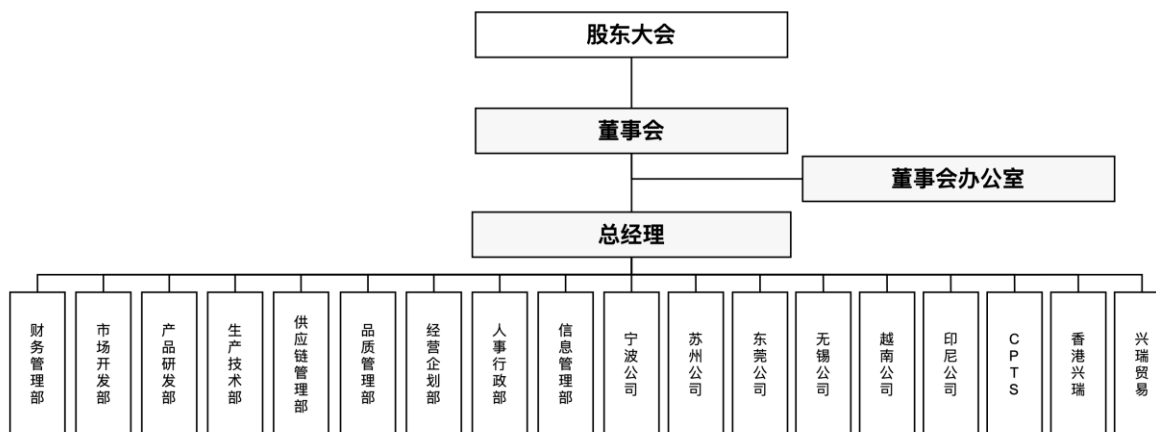 股东大会
董事会
董事会办公室
总经理
财务管理部
市场开发部
产品研发部
生产技术部
供应链管理部
品质管理部
经营企划部
人事行政部
信息管理部
宁波公司
苏州公司
东莞公司
无锡公司
越南公司
印尼公司
CPTS
香港兴瑞
兴瑞贸易